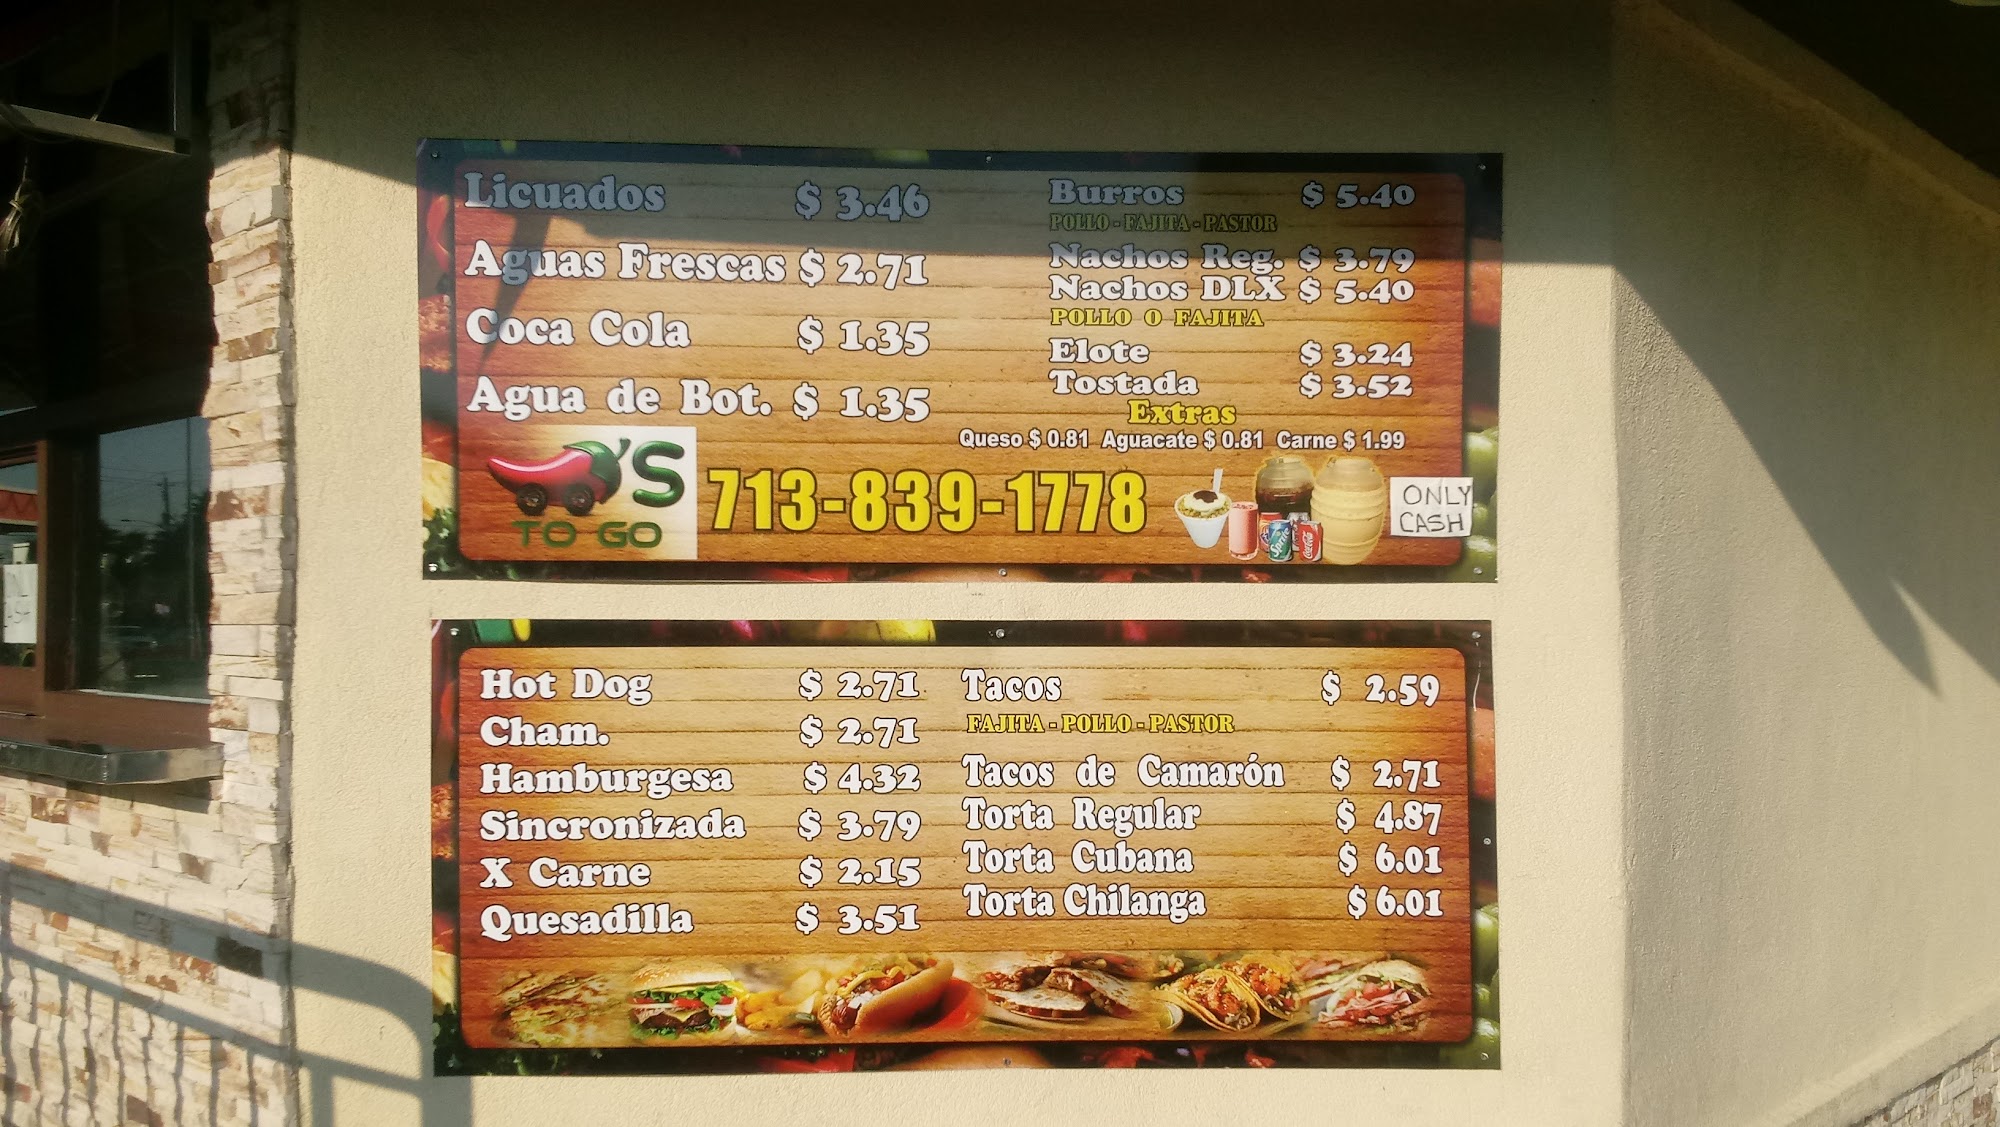 Licuados $ 3.46
Aguas Frescas $ 2.71
Coca Cola $ 1.35
Agua de Bot. $ 1.35
Burros $ 5.40
POLLO - FAJITA - PASTOR
Nachos Reg. $ 3.79
Nachos DLX $ 5.40
POLLO O FAJITA
Elote $ 3.24
Tostada $ 3.52
Extras
Queso $ 0.81 Aguacate $ 0.81 Carne $ 1.99
'S
TO GO
713-839-1778
Sprite
Coca-Cola
ONLY
CASH
Hot Dog $ 2.71
Cham. $ 2.71
Hamburgesa $ 4.32
Sincronizada $ 3.79
X Carne $ 2.15
Quesadilla $ 3.51
Tacos $ 2.59
FAJITA - POLLO - PASTOR
Tacos de Camarón $ 2.71
Torta Regular $ 4.87
Torta Cubana $ 6.01
Torta Chilanga $ 6.01